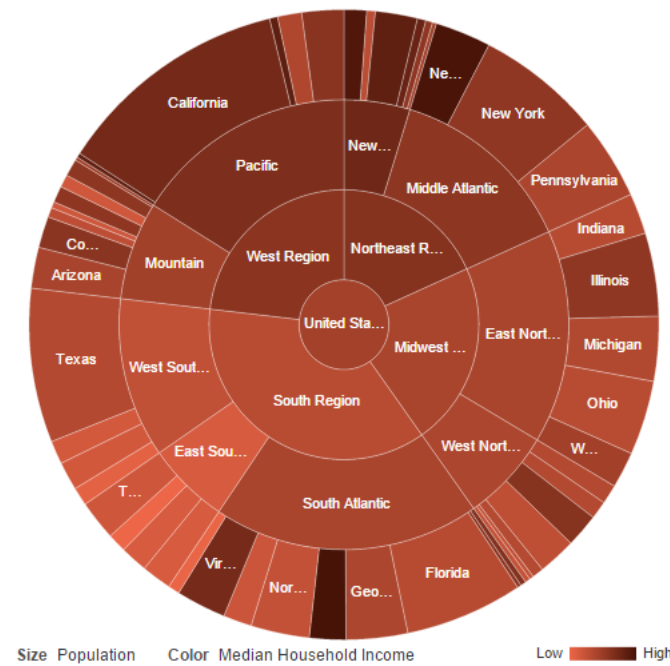 California
Ne...
New York
Pacific
New...
Middle Atlantic
Pennsylvania
Indiana
Co...
Mountain
West Region
Northeast R...
Arizona
Illinois
United Sta...
Texas
West Sout...
Midwest ...
East Nort...
Michigan
South Region
Ohio
East Sou...
West Nort...
W...
T...
South Atlantic
Vir...
Nor...
Geo...
Florida
Size Population Color Median Household Income Low High